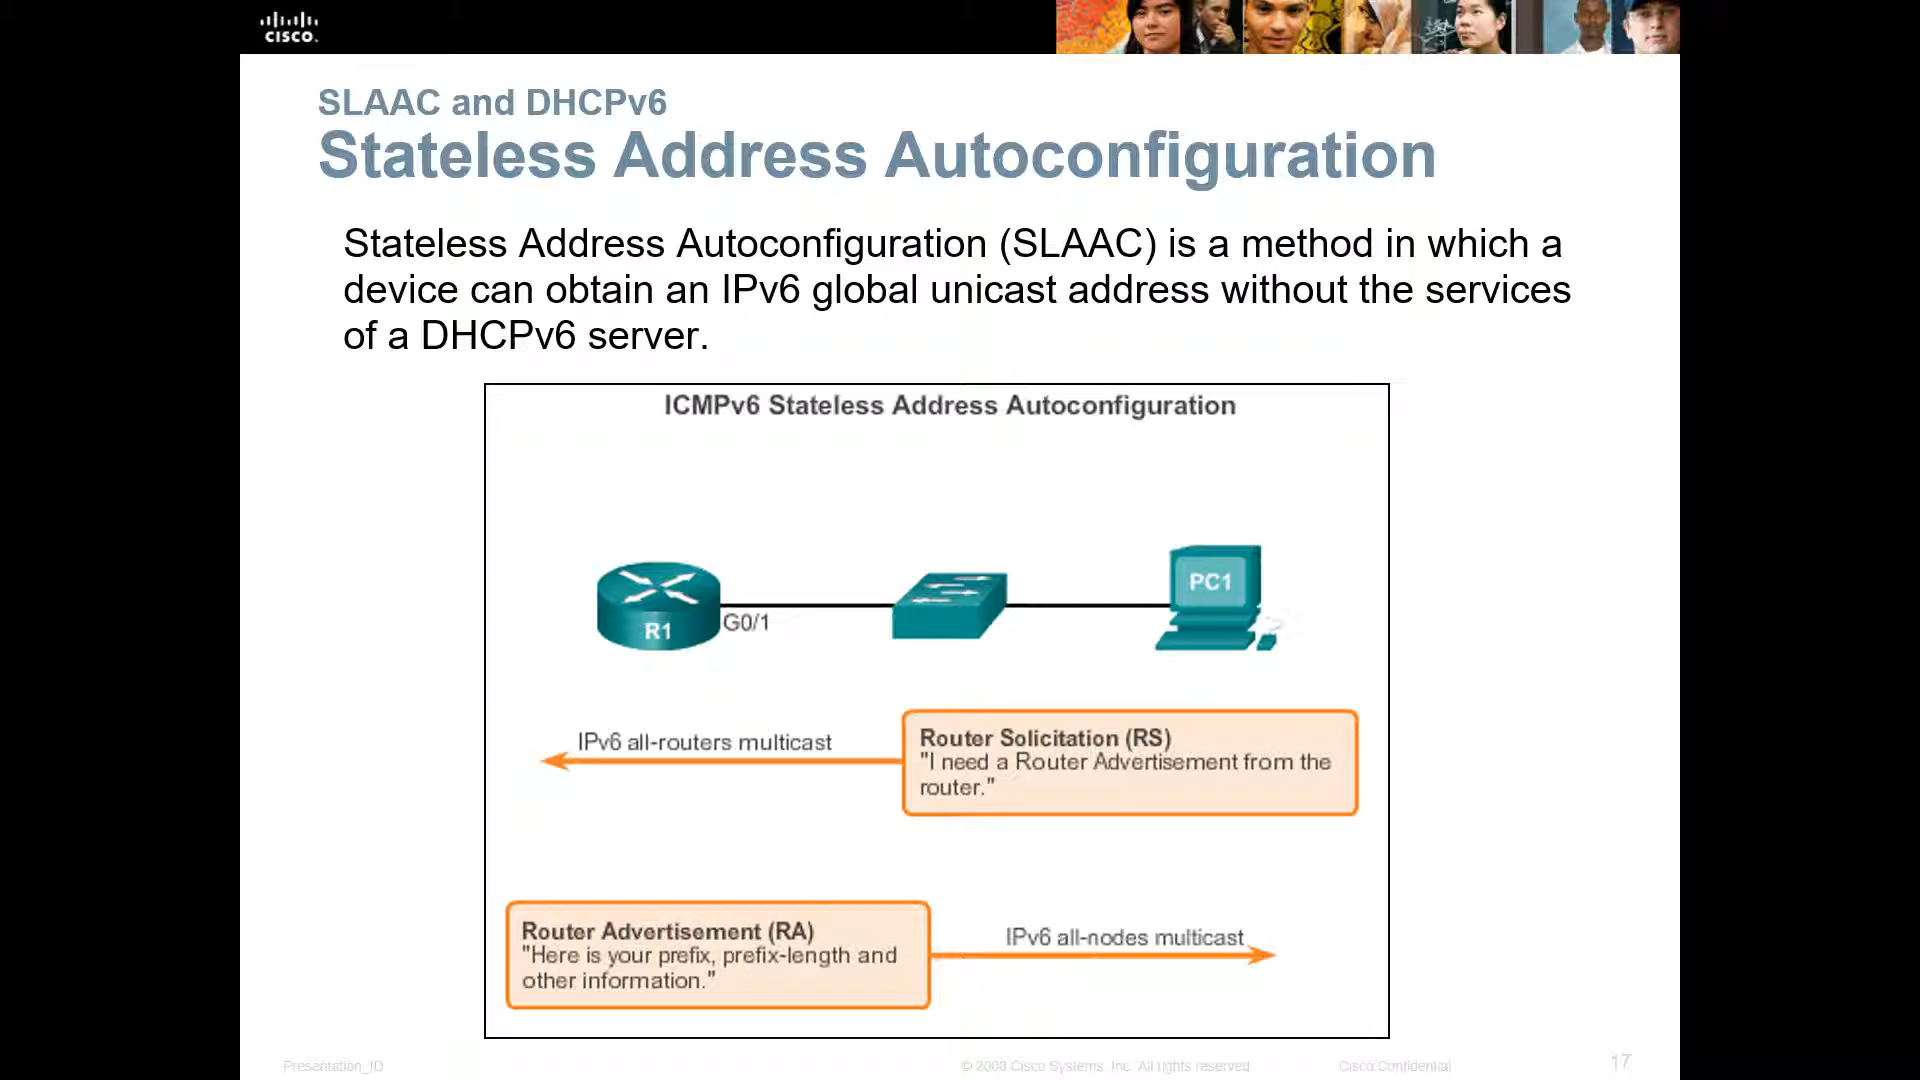 CISCO.
SLAAC and DHCPv6
Stateless Address Autoconfiguration
Stateless Address Autoconfiguration (SLAAC) is a method in which a
device can obtain an IPv6 global unicast address without the services
of a DHCPv6 server.
ICMPv6 Stateless Address Autoconfiguration
PC1
R1
G0/1
IPv6 all-routers multicast
Router Solicitation (RS)
"I need a Router Advertisement from the
router."
Router Advertisement (RA)
"Here is your prefix, prefix-length and
other information."
IPv6 all-nodes multicast
Presentation_ID
© 2008 Cisco Systems, Inc. All rights reserved
Cisco Confidential
17